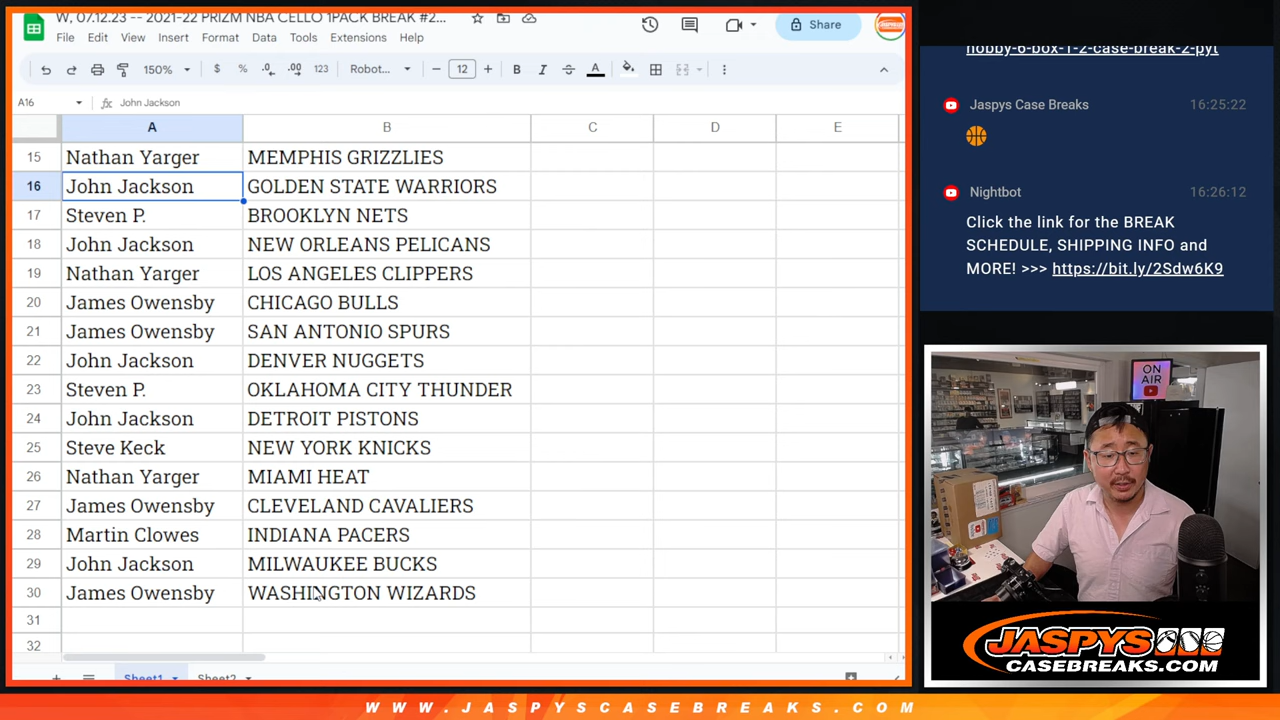 W, 07.12.23 -- 2021-22 PRIZM NBA CELLO 1PACK BREAK #2...
File Edit View Insert Format Data Tools Extensions Help
Share
150% $ % .0 .00 123 Robot... 12 B I A
A16 John Jackson
A B C D E
15 Nathan Yarger MEMPHIS GRIZZLIES
16 John Jackson GOLDEN STATE WARRIORS
17 Steven P. BROOKLYN NETS
18 John Jackson NEW ORLEANS PELICANS
19 Nathan Yarger LOS ANGELES CLIPPERS
20 James Owensby CHICAGO BULLS
21 James Owensby SAN ANTONIO SPURS
22 John Jackson DENVER NUGGETS
23 Steven P. OKLAHOMA CITY THUNDER
24 John Jackson DETROIT PISTONS
25 Steve Keck NEW YORK KNICKS
26 Nathan Yarger MIAMI HEAT
27 James Owensby CLEVELAND CAVALIERS
28 Martin Clowes INDIANA PACERS
29 John Jackson MILWAUKEE BUCKS
30 James Owensby WASHINGTON WIZARDS
31
32
Sheet1 Sheet2
hobby-6-box-1-2-case-break-2-pyt
Jaspys Case Breaks 16:25:22
Nightbot 16:26:12
Click the link for the BREAK
SCHEDULE, SHIPPING INFO and
MORE! >>> https://bit.ly/2Sdw6K9
ON
AIR
JASPYS
CASEBREAKS.COM
WWW.JASPYSCASEBREAKS.COM